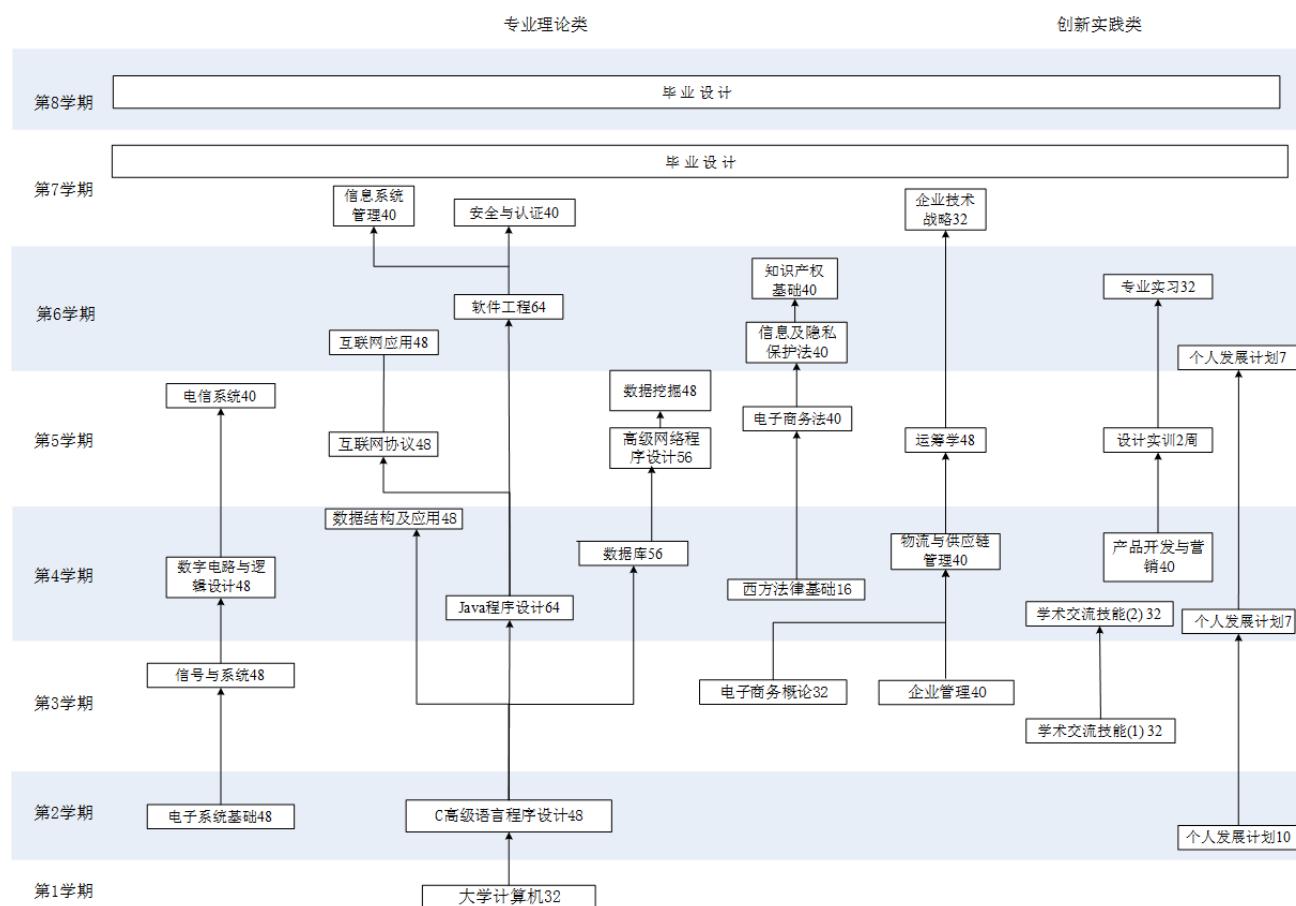 专业理论类
创新实践类
第8学期
毕 业 设 计
毕 业 设 计
第7学期
信息系统
管理40
安全与认证40
企业技术
战略32
第6学期
知识产权
基础40
专业实习32
软件工程64
信息及隐私
保护法40
互联网应用48
个人发展计划7
第5学期
电信系统40
数据挖掘48
电子商务法40
互联网协议48
高级网络程
序设计56
运筹学48
设计实训2周
第4学期
数据结构及应用48
数据库56
物流与供应链
管理40
产品开发与营
销40
数字电路与逻
辑设计48
西方法律基础16
Java程序设计64
学术交流技能(2) 32
个人发展计划7
第3学期
信号与系统48
电子商务概论32
企业管理40
学术交流技能(1) 32
第2学期
电子系统基础48
C高级语言程序设计48
个人发展计划10
第1学期
大学计算机32